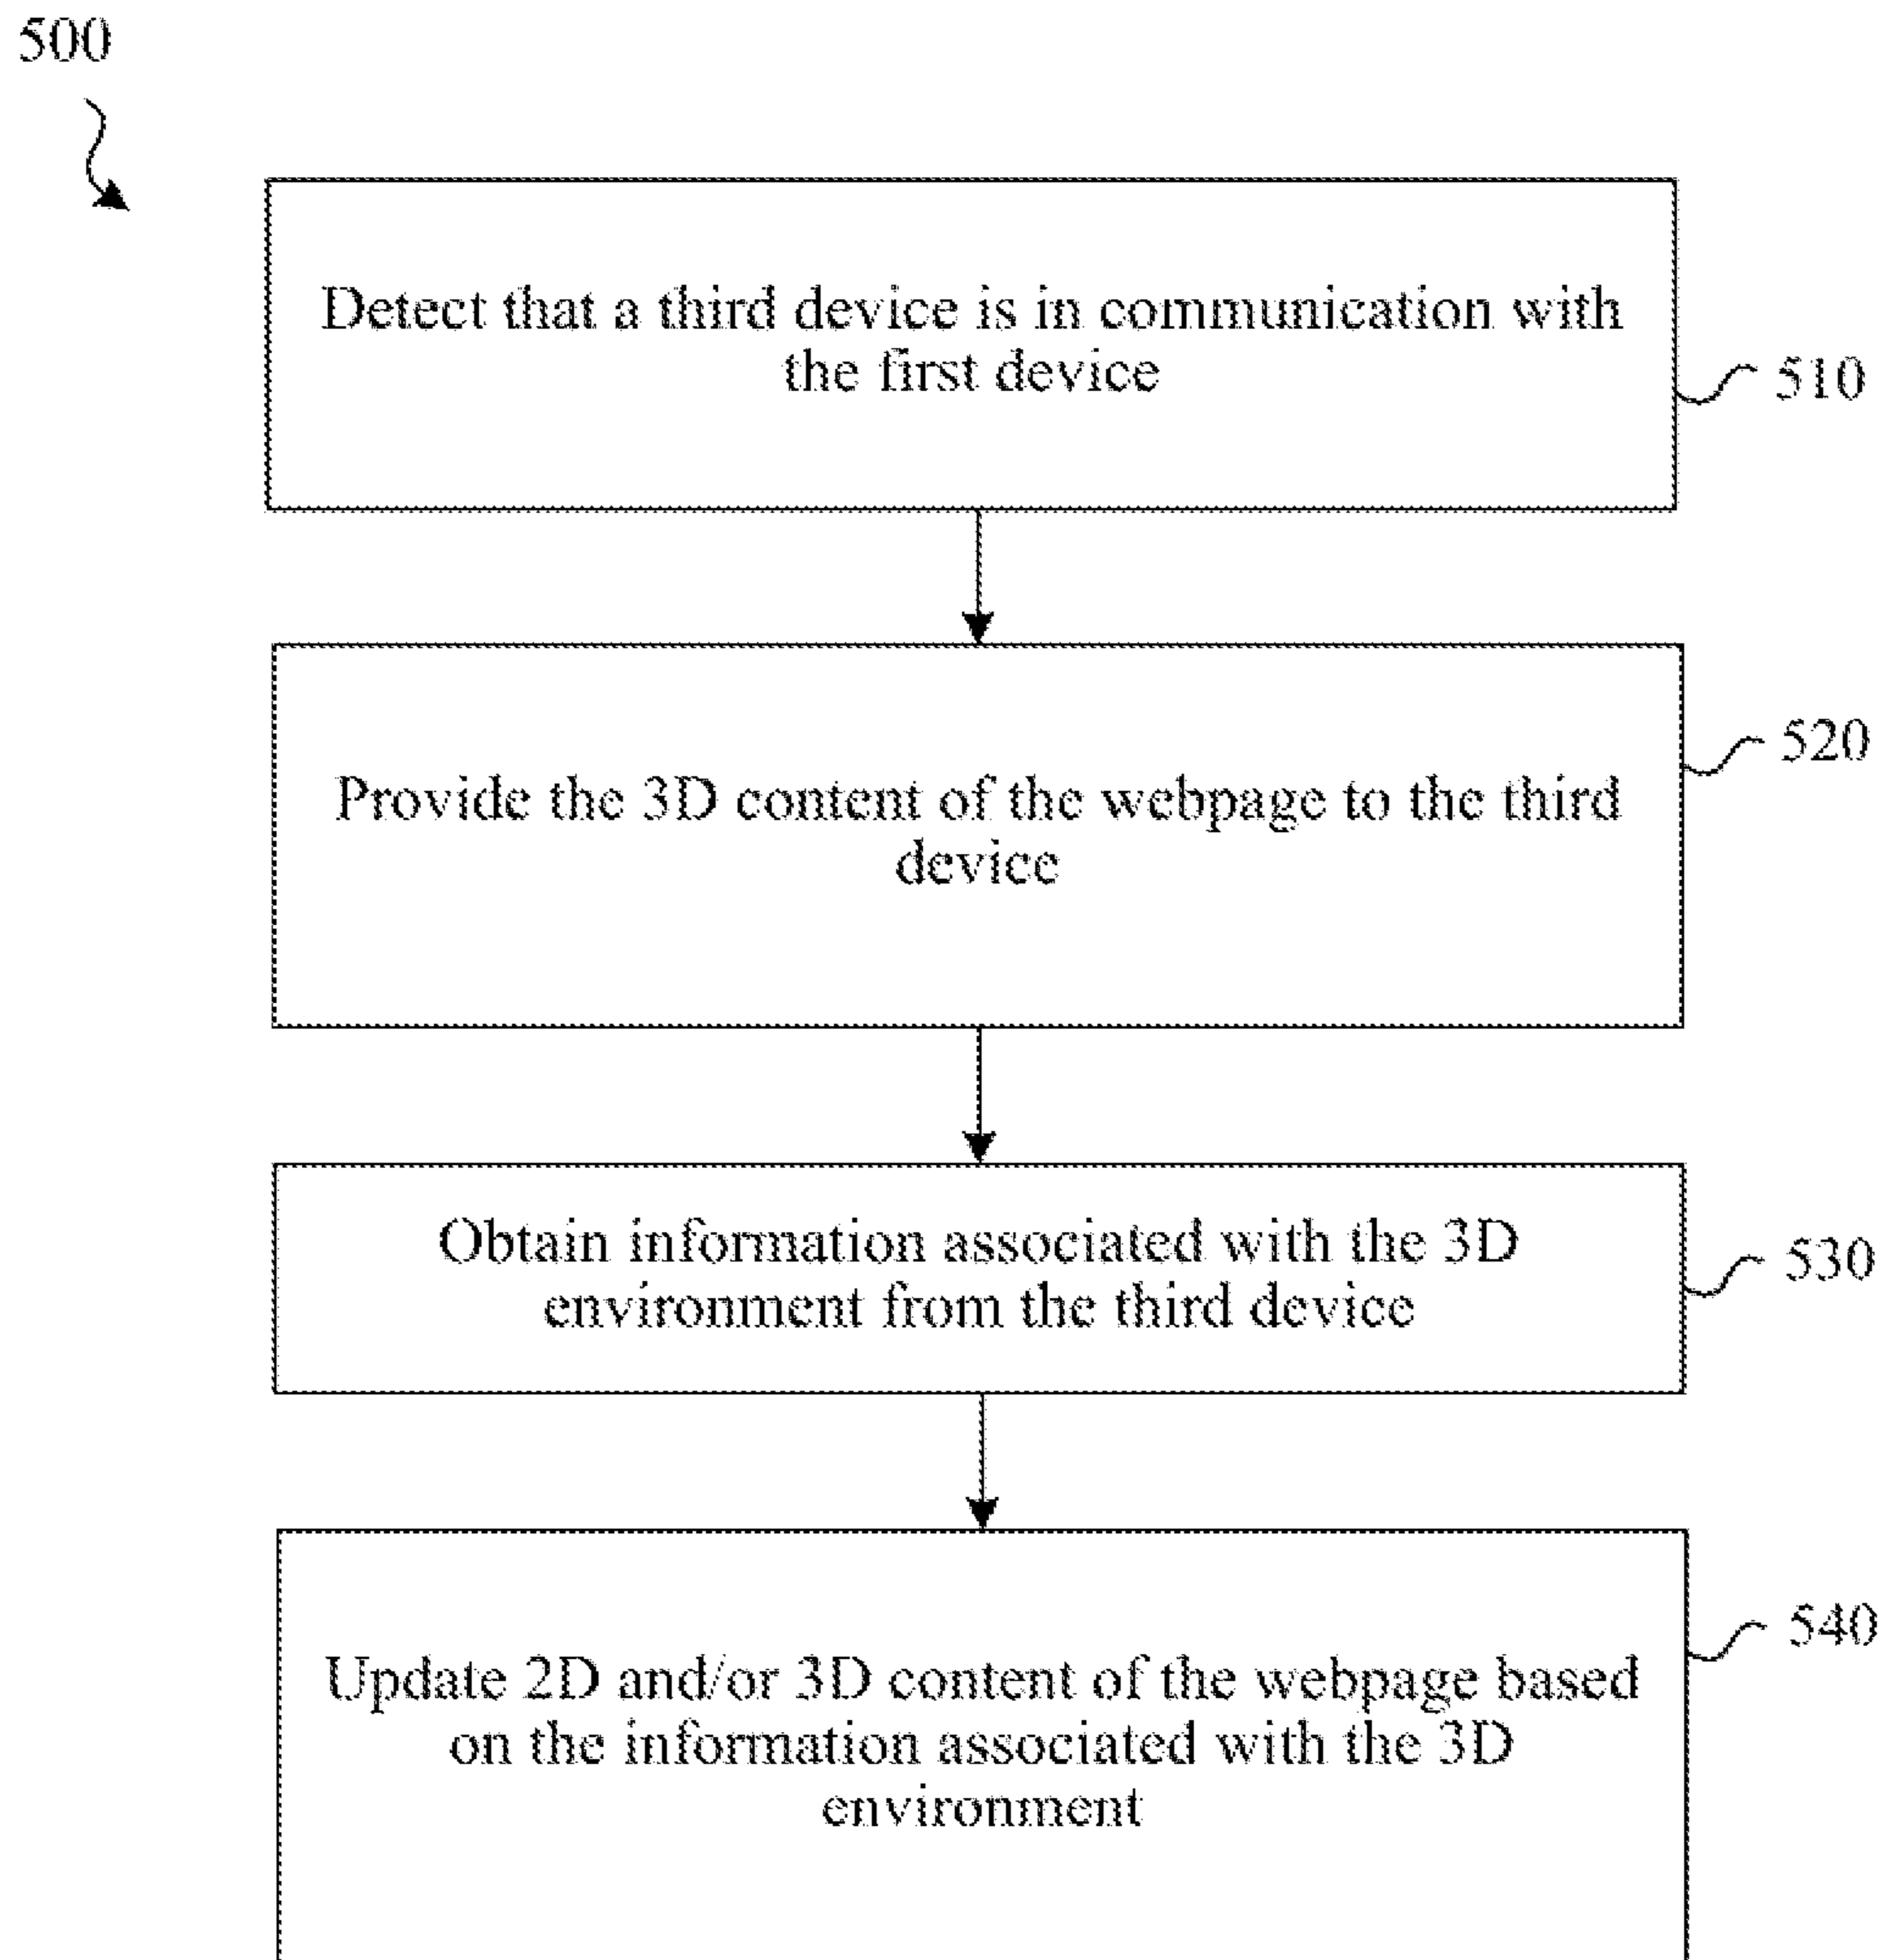 500
Detect that a third device is in communication with
the first device
510
Provide the 3D content of the webpage to the third
device
520
Obtain information associated with the 3D
environment from the third device
530
Update 2D and/or 3D content of the webpage based
on the information associated with the 3D
environment
540